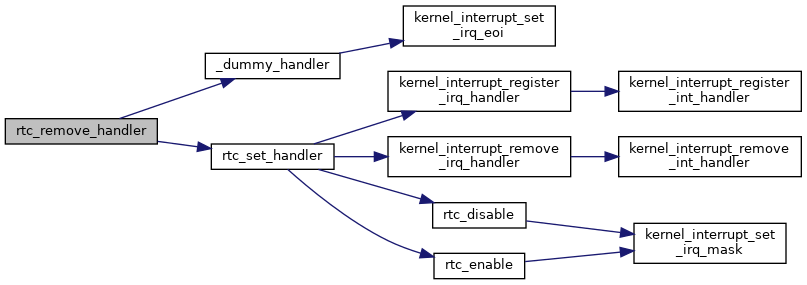 kernel_interrupt_set
_irq_eoi
_dummy_handler
kernel_interrupt_register
_irq_handler
kernel_interrupt_register
_int_handler
rtc_remove_handler
rtc_set_handler
kernel_interrupt_remove
_irq_handler
kernel_interrupt_remove
_int_handler
rtc_disable
kernel_interrupt_set
_irq_mask
rtc_enable